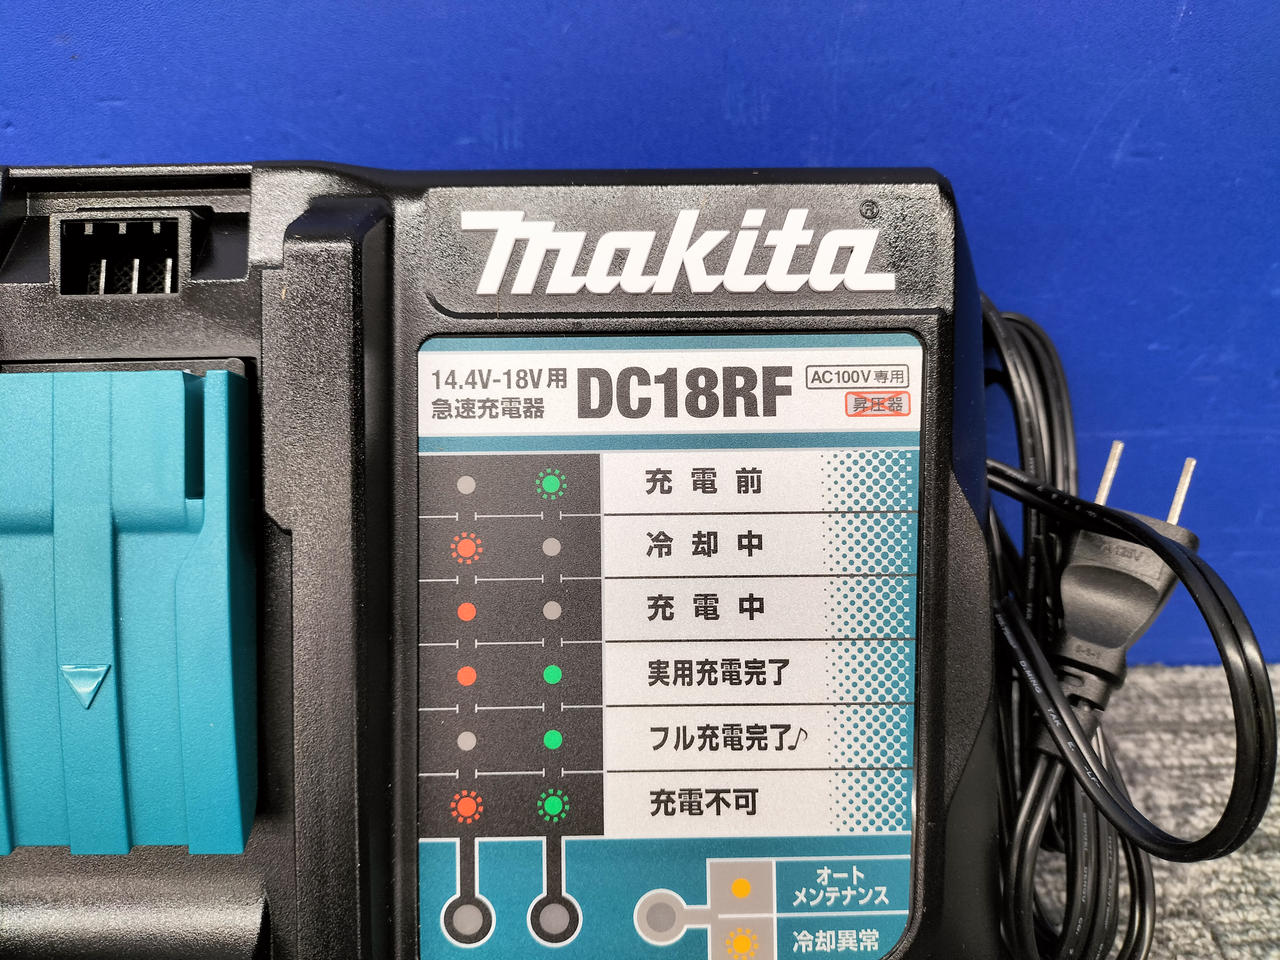 makita®
14.4V-18V用
急速充電器
DC18RF
AC100V専用
昇圧器
充電前
冷却中
充電中
実用充電完了
フル充電完了♪
充電不可
オート
メンテナンス
冷却異常